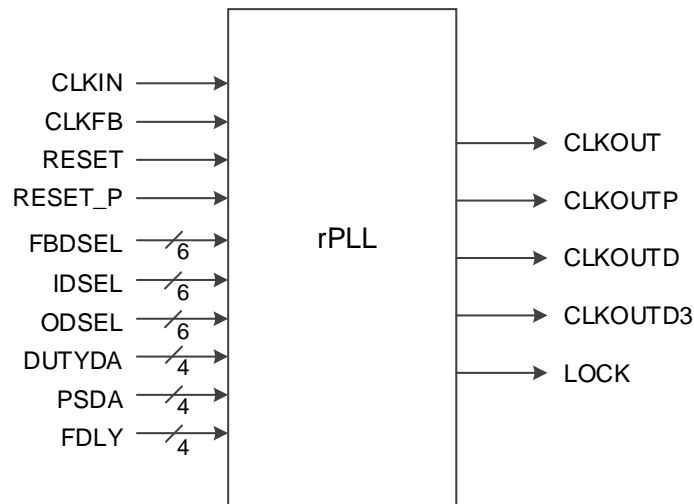 CLKIN
CLKFB
RESET
RESET_P
FBDSEL 6
IDSEL 6
ODSEL 6
DUTYDA 4
PSDA 4
FDLY 4
rPLL
CLKOUT
CLKOUTP
CLKOUTD
CLKOUTD3
LOCK